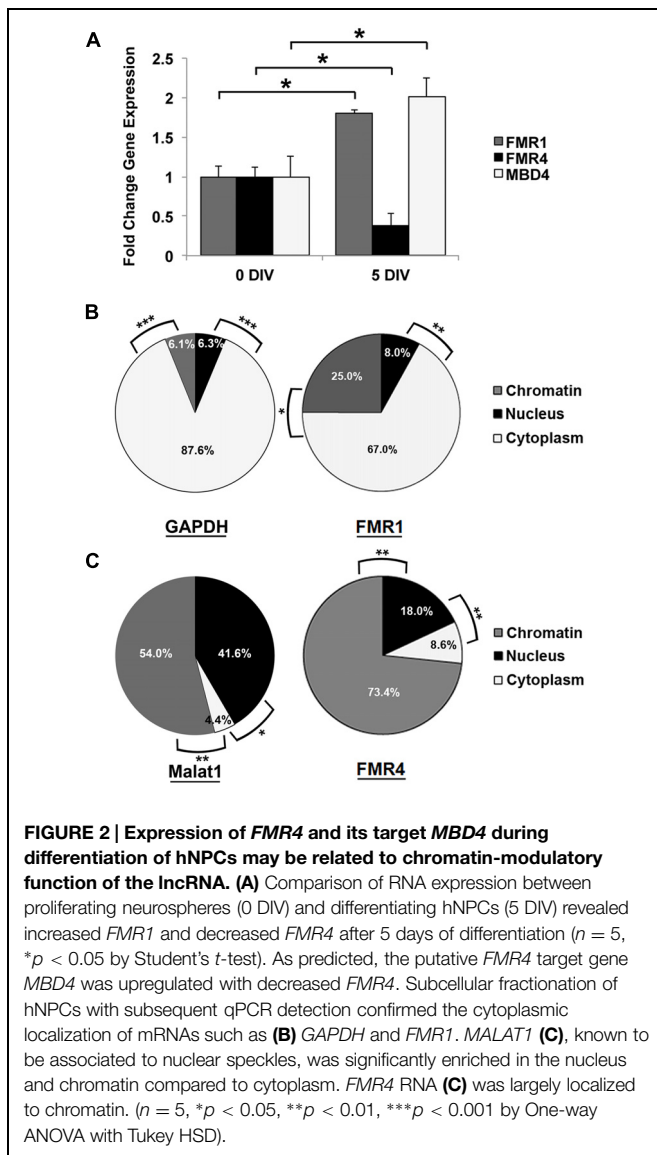 A
*
*
*
Fold Change Gene Expression
2.5
2
1.5
1
0.5
0
0 DIV
5 DIV
FMR1
FMR4
MBD4
B
***
***
6.1%
6.3%
87.6%
GAPDH
**
*
8.0%
25.0%
67.0%
FMR1
Chromatin
Nucleus
Cytoplasm
C
54.0%
41.6%
4.4%
*
**
Malat1
**
**
18.0%
8.6%
73.4%
FMR4
Chromatin
Nucleus
Cytoplasm
FIGURE 2 | Expression of FMR4 and its target MBD4 during
differentiation of hNPCs may be related to chromatin-modulatory
function of the lncRNA. (A) Comparison of RNA expression between
proliferating neurospheres (0 DIV) and differentiating hNPCs (5 DIV) revealed
increased FMR1 and decreased FMR4 after 5 days of differentiation (n = 5,
*p < 0.05 by Student's t-test). As predicted, the putative FMR4 target gene
MBD4 was upregulated with decreased FMR4. Subcellular fractionation of
hNPCs with subsequent qPCR detection confirmed the cytoplasmic
localization of mRNAs such as (B) GAPDH and FMR1. MALAT1 (C), known to
be associated to nuclear speckles, was significantly enriched in the nucleus
and chromatin compared to cytoplasm. FMR4 RNA (C) was largely localized
to chromatin. (n = 5, *p < 0.05, **p < 0.01, ***p < 0.001 by One-way
ANOVA with Tukey HSD).